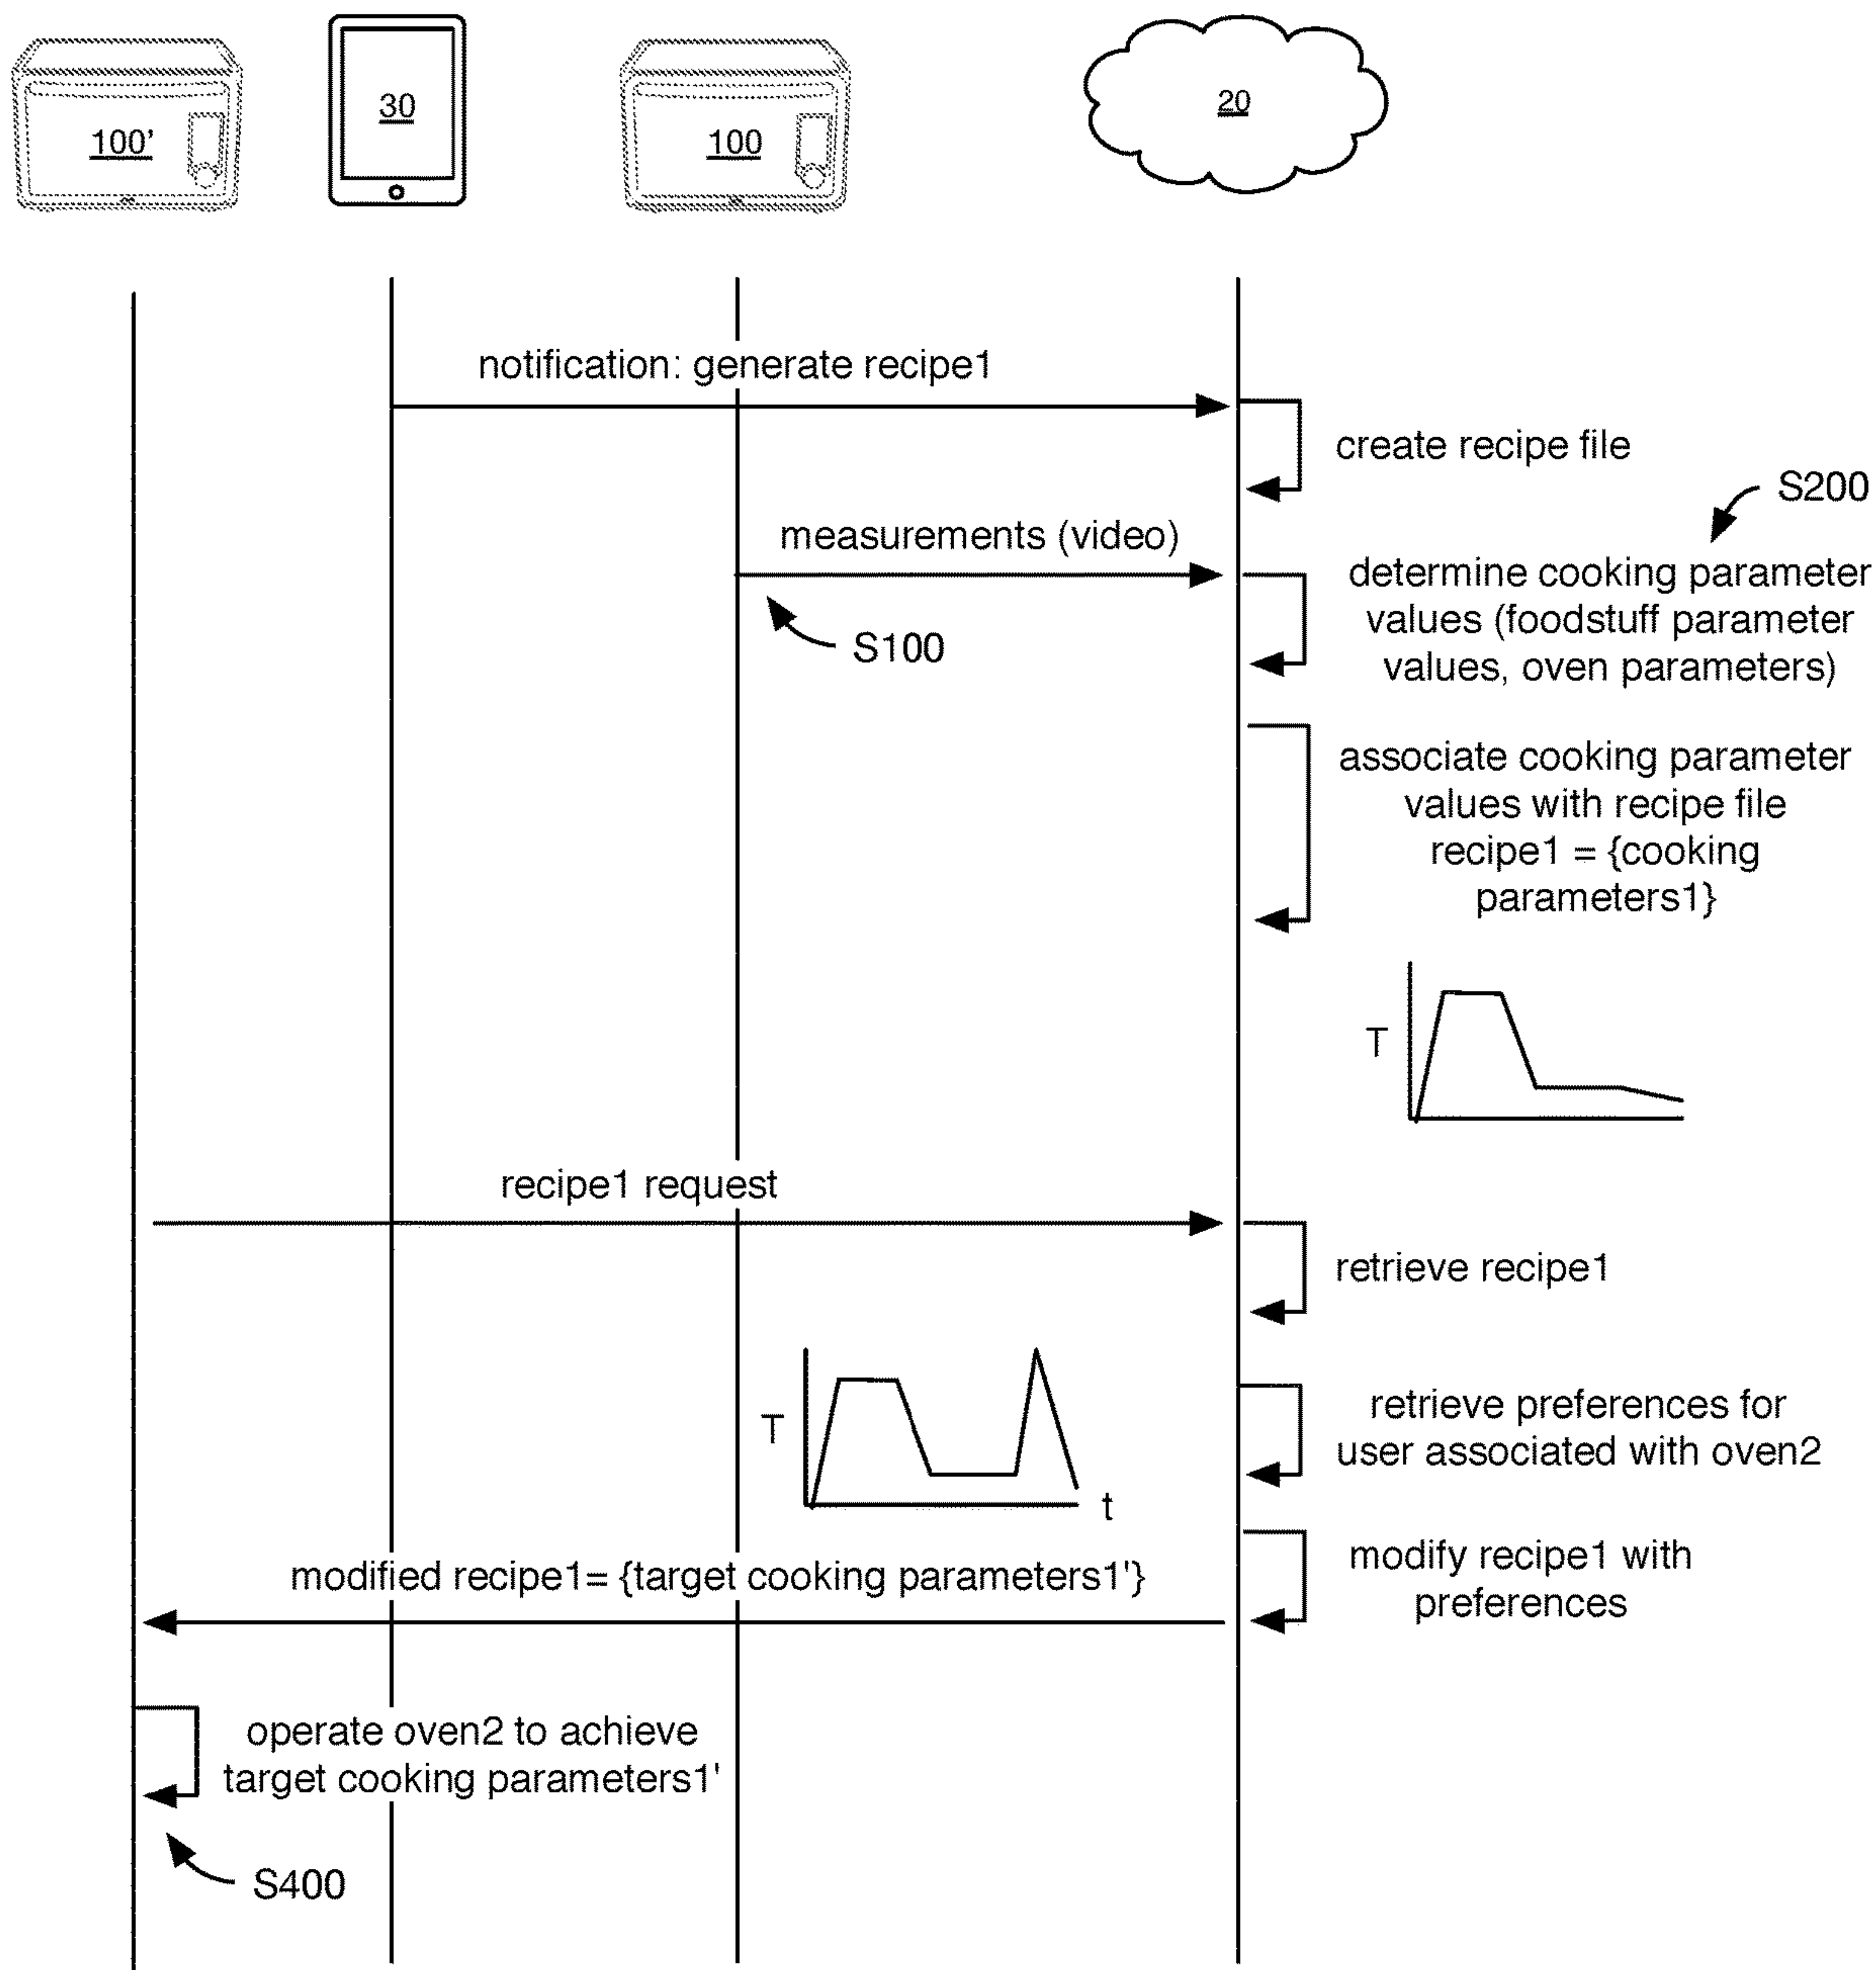 100'
30
100
20
notification: generate recipe1
create recipe file
S200
measurements (video)
determine cooking parameter
values (foodstuff parameter
values, oven parameters)
S100
associate cooking parameter
values with recipe file
recipe1 = {cooking
parameters1}
T
recipe1 request
retrieve recipe1
T
t
retrieve preferences for
user associated with oven2
modified recipe1= {target cooking parameters1'}
modify recipe1 with
preferences
operate oven2 to achieve
target cooking parameters1'
S400